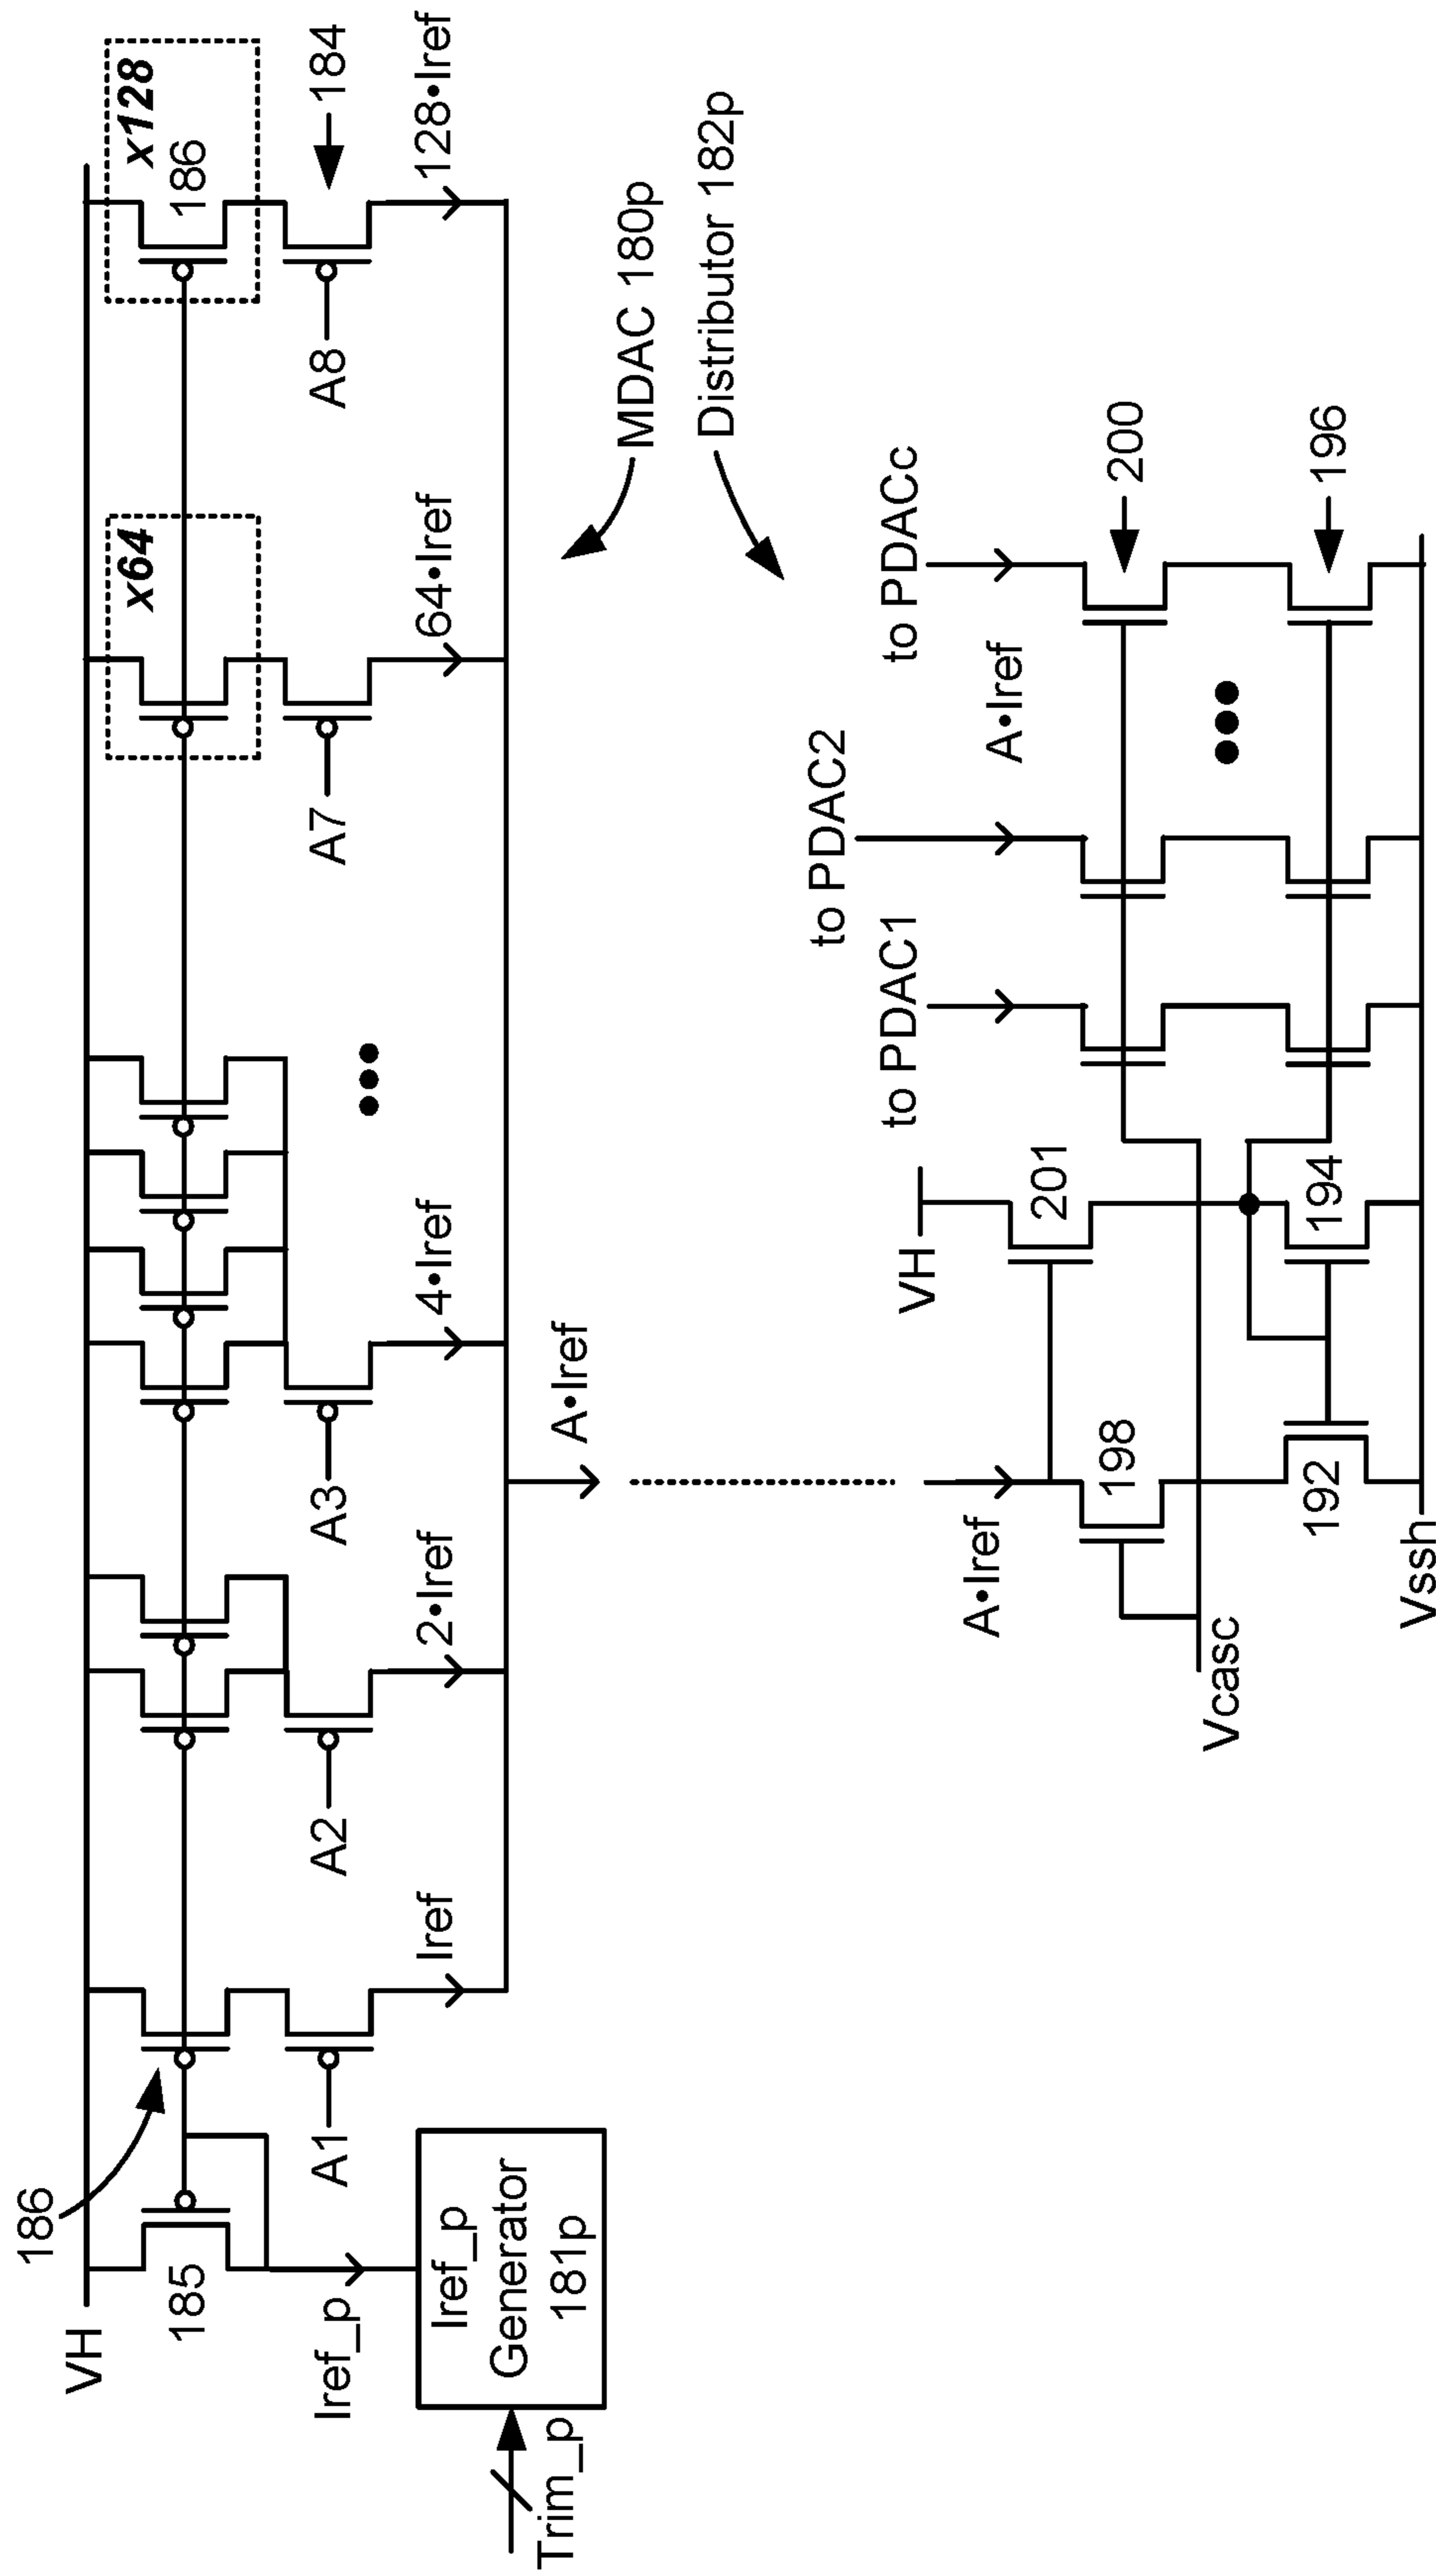 VH
186
185
Iref_p
Trim_p
Iref_p
Generator
181p
A1
Iref
A2
2•Iref
A3
4•Iref
A•Iref
x64
A7
64•Iref
x128
186
184
A8
128•Iref
MDAC 180p
Distributor 182p
A•Iref
198
Vcasc
192
Vssh
VH
201
194
to PDAC1
to PDAC2
A•Iref
to PDACc
200
196